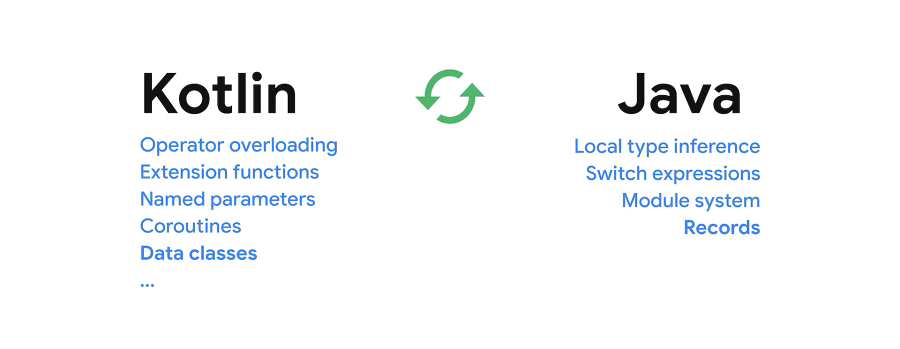 Kotlin
Operator overloading
Extension functions
Named parameters
Coroutines
Data classes
...
Java
Local type inference
Switch expressions
Module system
Records